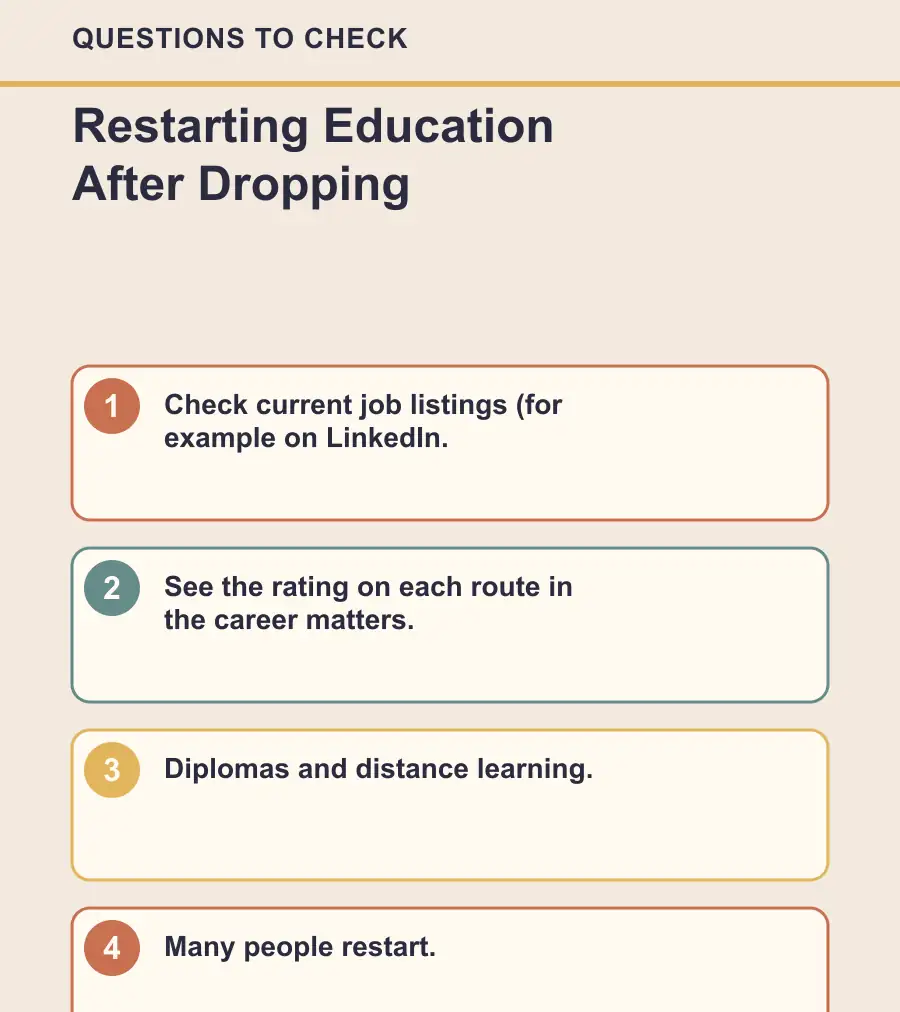 QUESTIONS TO CHECK
Restarting Education
After Dropping
1
Check current job listings (for
example on LinkedIn.
2
See the rating on each route in
the career matters.
3
Diplomas and distance learning.
4
Many people restart.